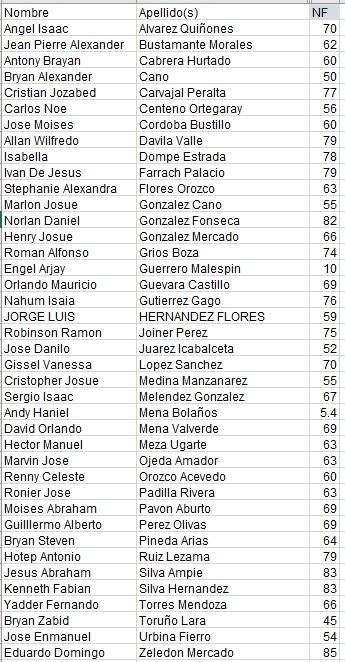 Nombre Apellido(s) NF
Angel Isaac Alvarez Quiñones 70
Jean Pierre Alexander Bustamante Morales 62
Antony Brayan Cabrera Hurtado 60
Bryan Alexander Cano 50
Cristian Jozabed Carvajal Peralta 77
Carlos Noe Centeno Ortegaray 56
Jose Moises Cordoba Bustillo 60
Allan Wilfredo Davila Valle 79
Isabella Dompe Estrada 78
Ivan De Jesus Farrach Palacio 79
Stephanie Alexandra Flores Orozco 63
Marlon Josue Gonzalez Cano 55
Norlan Daniel Gonzalez Fonseca 82
Henry Josue Gonzalez Mercado 66
Roman Alfonso Grios Boza 74
Engel Arjay Guerrero Malespin 10
Orlando Mauricio Guevara Castillo 69
Nahum Isaia Gutierrez Gago 76
JORGE LUIS HERNANDEZ FLORES 59
Robinson Ramon Joiner Perez 75
Jose Danilo Juarez Icabalceta 52
Gissel Vanessa Lopez Sanchez 70
Cristopher Josue Medina Manzanarez 55
Sergio Isaac Melendez Gonzalez 67
Andy Haniel Mena Bolaños 5.4
David Orlando Mena Valverde 69
Hector Manuel Meza Ugarte 63
Marvin Jose Ojeda Amador 63
Renny Celeste Orozco Acevedo 60
Ronier Jose Padilla Rivera 63
Moises Abraham Pavon Aburto 69
Guilllermo Alberto Perez Olivas 69
Bryan Steven Pineda Arias 64
Hotep Antonio Ruiz Lezama 79
Jesus Abraham Silva Ampie 83
Kenneth Fabian Silva Hernandez 83
Yadder Fernando Torres Mendoza 66
Bryan Zabid Toruño Lara 45
Jose Enmanuel Urbina Fierro 54
Eduardo Domingo Zeledon Mercado 85